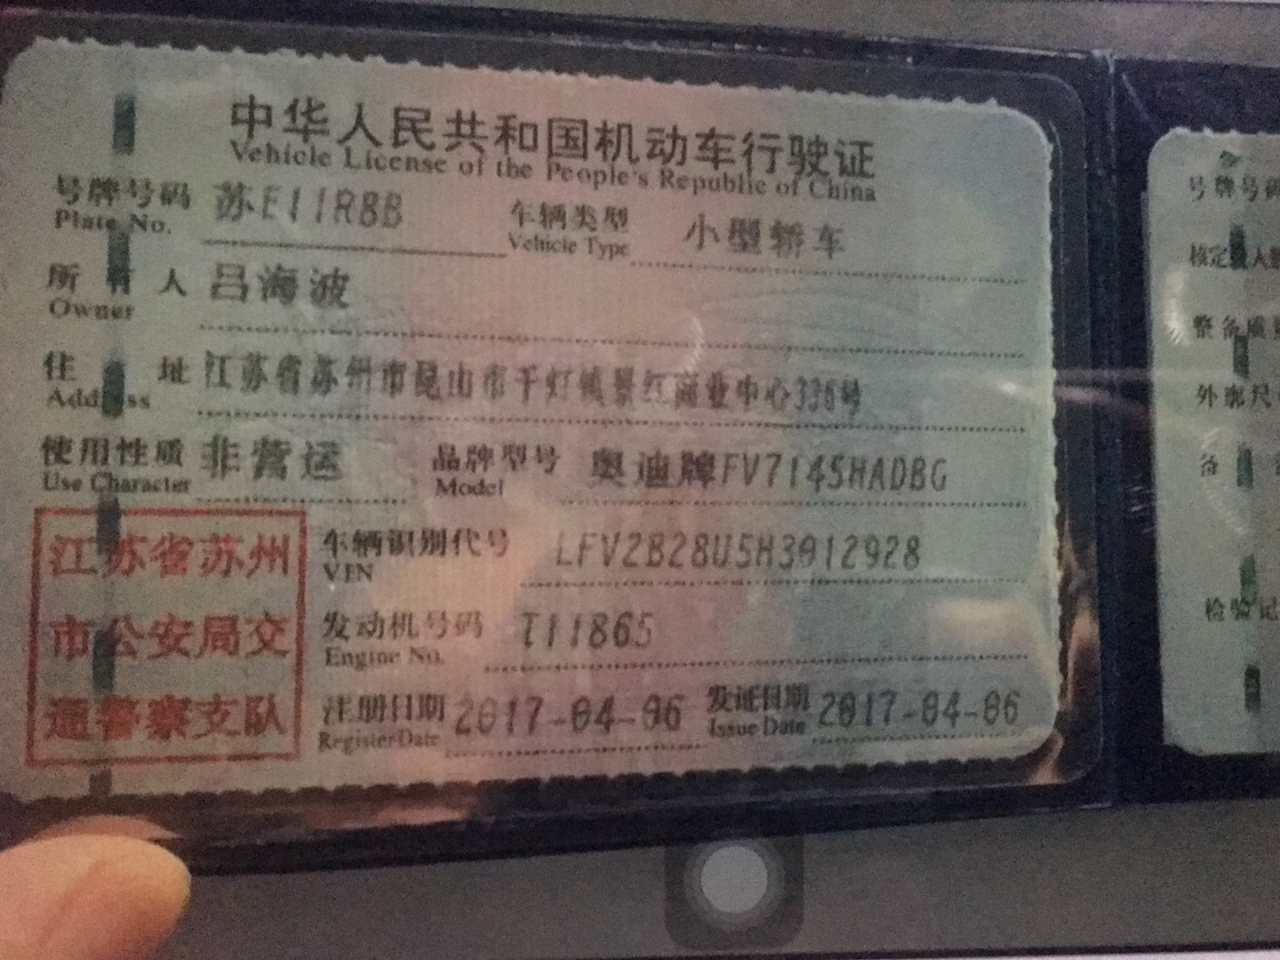 中华人民共和国机动车行驶证
Vehicle License of the People's Republic of China
号牌号码 苏E11R8B 车辆类型 小型轿车
Plate No. Vehicle Type
所有人 吕海波
Owner
住址 江苏省苏州市昆山市千灯镇景红商业中心336号
Address
使用性质 非营运 品牌型号 奥迪牌FV7145HADBG
Use Character Model
江苏省苏州
市公安局交
通警察支队
车辆识别代号 LFV2B28U5H3012928
VIN
发动机号码 T11865
Engine No.
注册日期 2017-04-06 发证日期 2017-04-06
Register Date Issue Date
号牌号码
核定载人数
整备质量
外廓尺
备
检验记